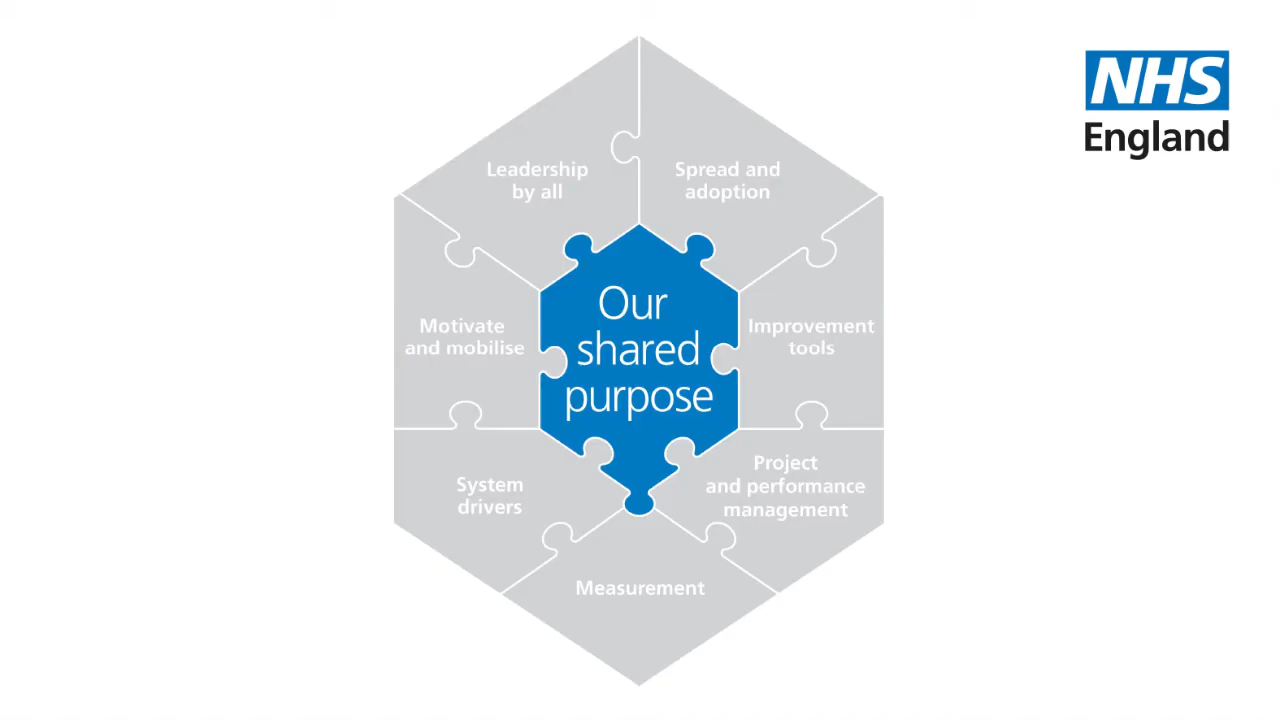 NHS
England
Leadership
by all
Spread and
adoption
Our
shared
purpose
Motivate
and mobilise
Improvement
tools
System
drivers
Project
and performance
management
Measurement